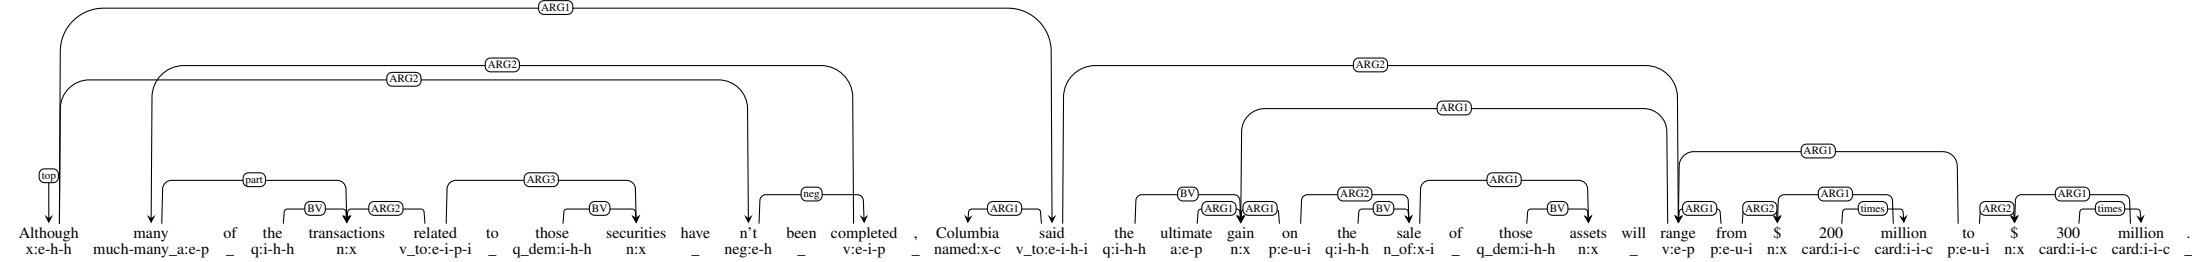 ARG1
ARG2 ARG2
ARG2
ARG1
ARG1
top part ARG3 ARG1
neg BV ARG2 ARG1
BV ARG2 BV ARG1 ARG1 ARG1 BV BV ARG1 ARG2 times ARG2 times
Although many of the transactions related to those securities have n't been completed , Columbia said the ultimate gain on the sale of those assets will range from $ 200 million to $ 300 million .
x:e-h-h much-many_a:e-p _ q:i-h-h n:x v_to:e-i-p-i _ q_dem:i-h-h n:x _ neg:e-h _ v:e-i-p _ named:x-c v_to:e-i-h-i q:i-h-h a:e-p n:x p:e-u-i q:i-h-h n_of:x-i _ q_dem:i-h-h n:x _ v:e-p p:e-u-i n:x card:i-i-c card:i-i-c p:e-u-i n:x card:i-i-c card:i-i-c _